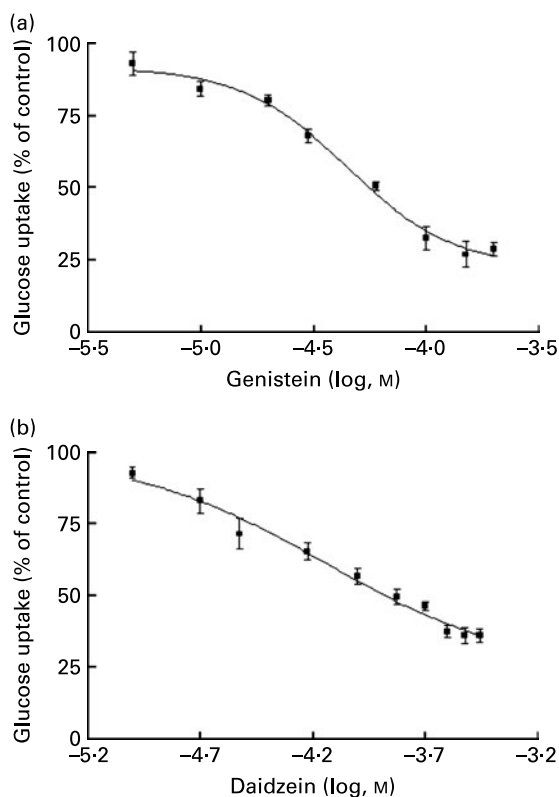 (a)
100
75
50
25
0
Glucose uptake (% of control)
−5·5 −5·0 −4·5 −4·0 −3·5
Genistein (log, M)
(b)
100
75
50
25
0
Glucose uptake (% of control)
−5·2 −4·7 −4·2 −3·7 −3·2
Daidzein (log, M)